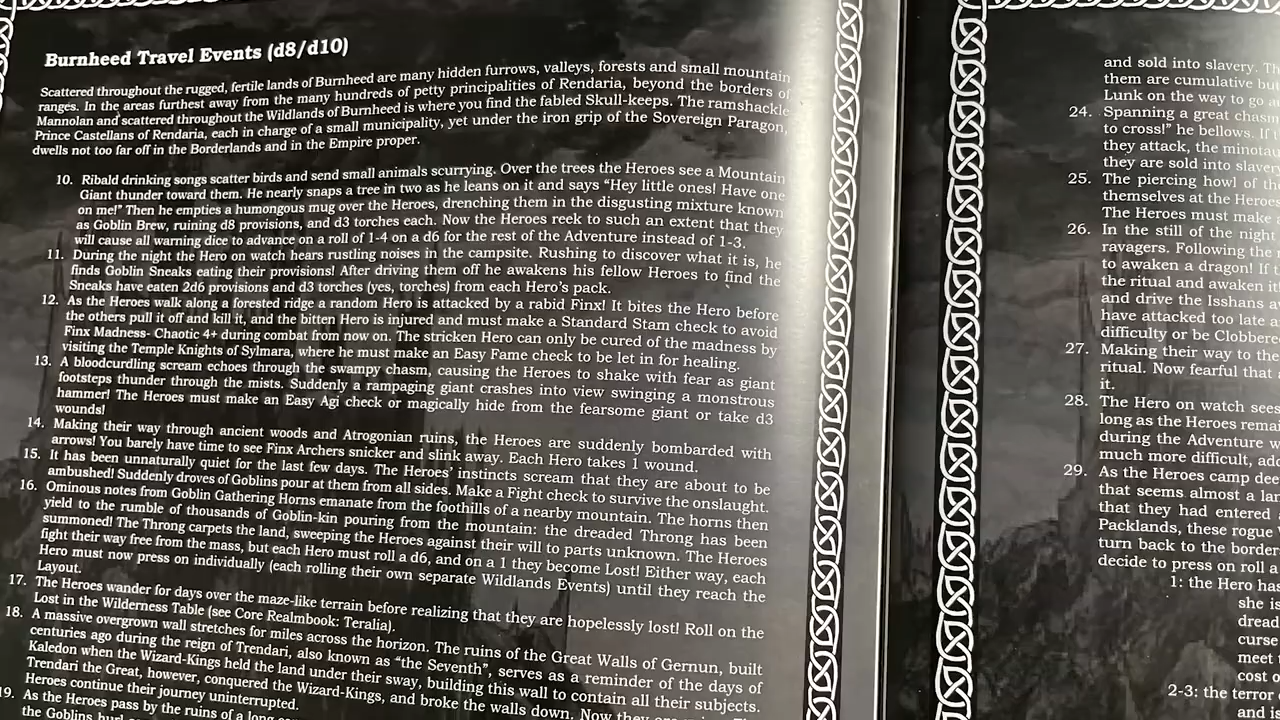 Burnheed Travel Events (d8/d10)
Scattered throughout the rugged, fertile lands of Burnheed are many hidden furrows, valleys, forests and small mountain
ranges. In the areas furthest away from the many hundreds of petty principalities of Rendaria, beyond the borders of
Mannolan and scattered throughout the Wildlands of Burnheed is where you find the fabled Skull-keeps. The ramshackle
Prince Castellans of Rendaria, each in charge of a small municipality, yet under the iron grip of the Sovereign Paragon,
dwells not too far off in the Borderlands and in the Empire proper.
10. Ribald drinking songs scatter birds and send small animals scurrying. Over the trees the Heroes see a Mountain
Giant thunder toward them. He nearly snaps a tree in two as he leans on it and says "Hey little ones! Have one
on me!" Then he empties a humongous mug over the Heroes, drenching them in the disgusting mixture known
as Goblin Brew, ruining d8 provisions, and d3 torches each. Now the Heroes reek to such an extent that they
will cause all warning dice to advance on a roll of 1-4 on a d6 for the rest of the Adventure instead of 1-3.
11. During the night the Hero on watch hears rustling noises in the campsite. Rushing to discover what it is, he
finds Goblin Sneaks eating their provisions! After driving them off he awakens his fellow Heroes to find the
Sneaks have eaten 2d6 provisions and d3 torches (yes, torches) from each Hero's pack.
12. As the Heroes walk along a forested ridge a random Hero is attacked by a rabid Finx! It bites the Hero before
the others pull it off and kill it, and the bitten Hero is injured and must make a Standard Stam check to avoid
Finx Madness- Chaotic 4+ during combat from now on. The stricken Hero can only be cured of the madness by
visiting the Temple Knights of Sylmara, where he must make an Easy Fame check to be let in for healing.
13. A bloodcurdling scream echoes through the swampy chasm, causing the Heroes to shake with fear as giant
footsteps thunder through the mists. Suddenly a rampaging giant crashes into view swinging a monstrous
hammer! The Heroes must make an Easy Agi check or magically hide from the fearsome giant or take d3
wounds!
14. Making their way through ancient woods and Atrogonian ruins, the Heroes are suddenly bombarded with
arrows! You barely have time to see Finx Archers snicker and slink away. Each Hero takes 1 wound.
15. It has been unnaturally quiet for the last few days. The Heroes' instincts scream that they are about to be
ambushed! Suddenly droves of Goblins pour at them from all sides. Make a Fight check to survive the onslaught.
16. Ominous notes from Goblin Gathering Horns emanate from the foothills of a nearby mountain. The horns then
yield to the rumble of thousands of Goblin-kin pouring from the mountain: the dreaded Throng has been
summoned! The Throng carpets the land, sweeping the Heroes against their will to parts unknown. The Heroes
fight their way free from the mass, but each Hero must roll a d6, and on a 1 they become Lost! Either way, each
Hero must now press on individually (each rolling their own separate Wildlands Events) until they reach the
Layout.
17. The Heroes wander for days over the maze-like terrain before realizing that they are hopelessly lost! Roll on the
Lost in the Wilderness Table (see Core Realmbook: Teralia).
18. A massive overgrown wall stretches for miles across the horizon. The ruins of the Great Walls of Gernun, built
centuries ago during the reign of Trendari, also known as "the Seventh", serves as a reminder of the days of
Kaledon when the Wizard-Kings held the land under their sway, building this wall to contain all their subjects.
Trendari the Great, however, conquered the Wizard-Kings, and broke the walls down. Now they are
Heroes continue their journey uninterrupted.
19. As the Heroes pass by the ruins of a long
the Goblins hurl
and sold into slavery.
them are cumulative but
Lunk on the way to go
24. Spanning a great chasm
to cross!" he bellows. If
they attack, the
they are sold into slavery
25. The piercing howl of
themselves at the Heroes
The Heroes must make
26. In the still of the night
ravagers. Following the
to awaken a dragon! If
the ritual and awaken
and drive the Isshans
have attacked too late
difficulty or be Clobbered
27. Making their way to the
ritual. Now fearful that
it.
28. The Hero on watch sees
long as the Heroes
during the Adventure
much more difficult,
29. As the Heroes camp
that seems almost a
that they had entered
Packlands, these rogue
turn back to the border
decide to press on roll a
1: the Hero has
she is
dread
curse
meet
cost
2-3: the terror
and is